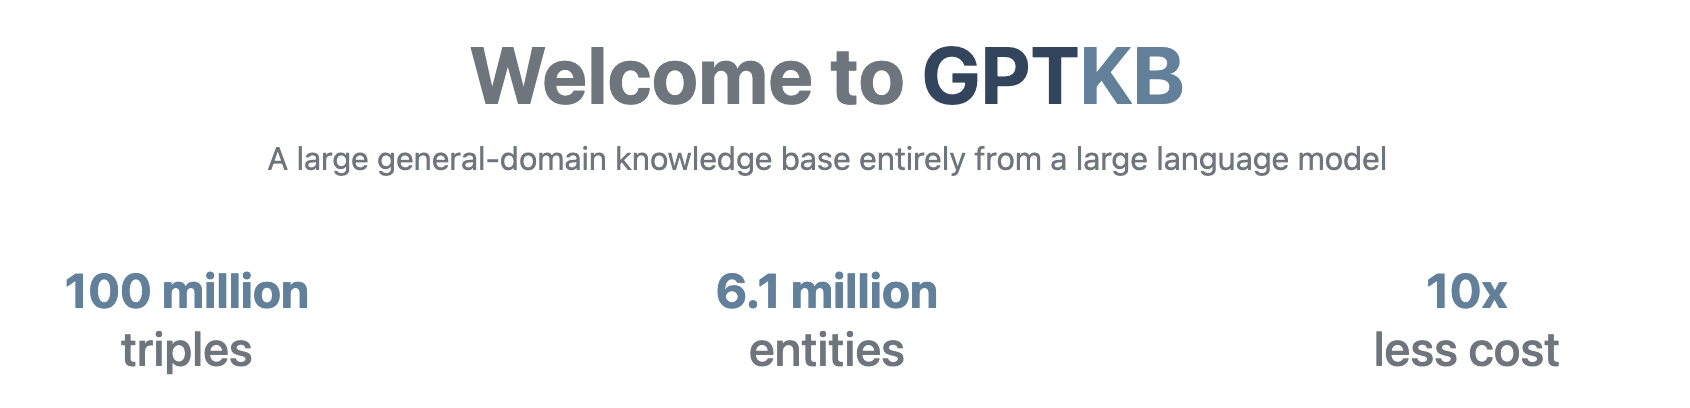 Welcome to GPTKB
A large general-domain knowledge base entirely from a large language model
100 million
triples
6.1 million
entities
10x
less cost